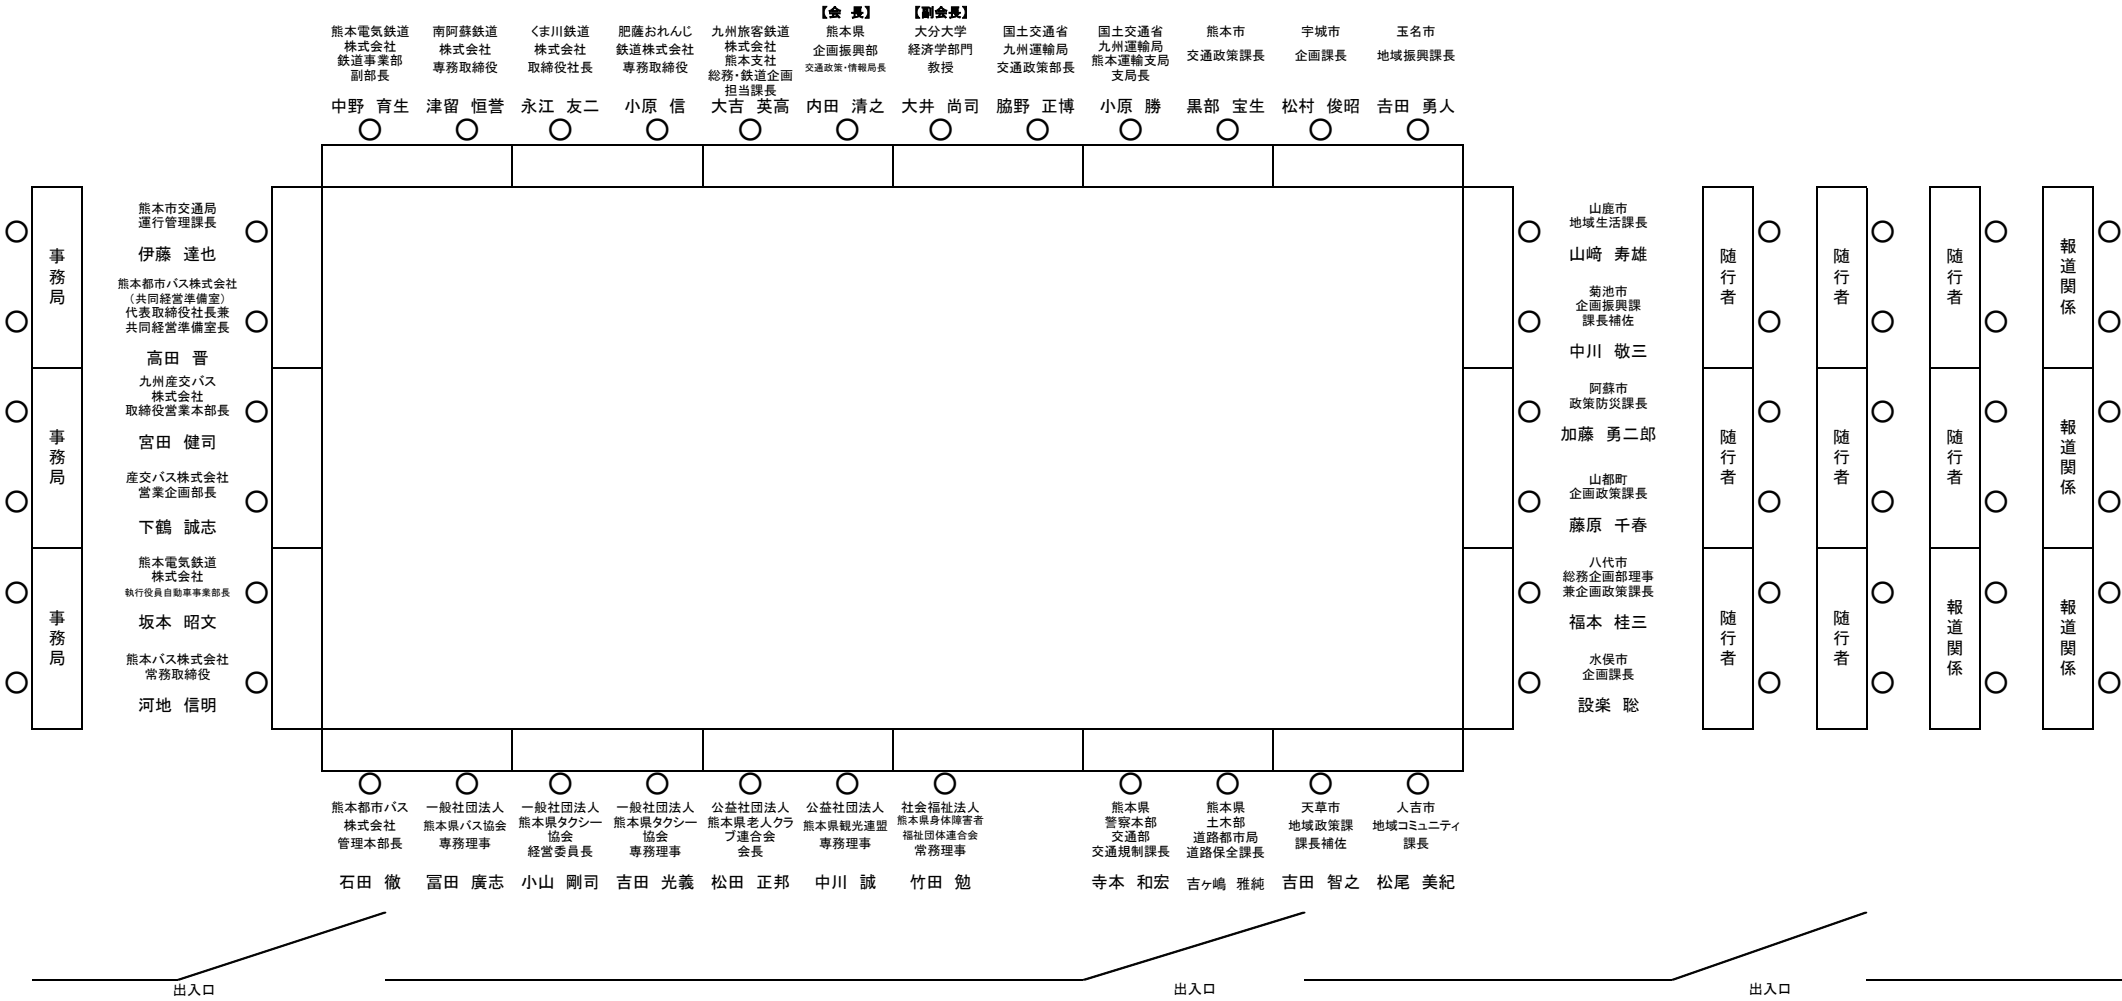 【会 長】
【副会長】
熊本電気鉄道
株式会社
鉄道事業部
副部長
中野 育生
南阿蘇鉄道
株式会社
専務取締役
津留 恒誉
くま川鉄道
株式会社
取締役社長
永江 友二
肥薩おれんじ
鉄道株式会社
専務取締役
小原 信
九州旅客鉄道
株式会社
熊本支社
総務・鉄道企画
担当課長
大吉 英高
熊本県
企画振興部
交通政策・情報局長
内田 清之
大分大学
経済学部門
教授
大井 尚司
国土交通省
九州運輸局
交通政策部長
脇野 正博
国土交通省
九州運輸局
熊本運輸支局
支局長
小原 勝
熊本市
交通政策課長
黒部 宝生
宇城市
企画課長
松村 俊昭
玉名市
地域振興課長
吉田 勇人
事務局
事務局
事務局
熊本市交通局
運行管理課長
伊藤 達也
熊本都市バス株式会社
（共同経営準備室）
代表取締役社長兼
共同経営準備室長
高田 晋
九州産交バス
株式会社
取締役営業本部長
宮田 健司
産交バス株式会社
営業企画部長
下鶴 誠志
熊本電気鉄道
株式会社
執行役員自動車事業部長
坂本 昭文
熊本バス株式会社
常務取締役
河地 信明
山鹿市
地域生活課長
山﨑 寿雄
菊池市
企画振興課
課長補佐
中川 敬三
阿蘇市
政策防災課長
加藤 勇二郎
山都町
企画政策課長
藤原 千春
八代市
総務企画部理事
兼企画政策課長
福本 桂三
水俣市
企画課長
設楽 聡
随行者
随行者
随行者
随行者
随行者
随行者
随行者
随行者
報道関係
報道関係
報道関係
報道関係
熊本都市バス
株式会社
管理本部長
石田 徹
一般社団法人
熊本県バス協会
専務理事
冨田 廣志
一般社団法人
熊本県タクシー
協会
経営委員長
小山 剛司
一般社団法人
熊本県タクシー
協会
専務理事
吉田 光義
公益社団法人
熊本県老人クラ
ブ連合会
会長
松田 正邦
公益社団法人
熊本県観光連盟
専務理事
中川 誠
社会福祉法人
熊本県身体障害者
福祉団体連合会
常務理事
竹田 勉
熊本県
警察本部
交通部
交通規制課長
寺本 和宏
熊本県
土木部
道路都市局
道路保全課長
吉ヶ嶋 雅純
天草市
地域政策課
課長補佐
吉田 智之
人吉市
地域コミュニティ
課長
松尾 美紀
出入口
出入口
出入口